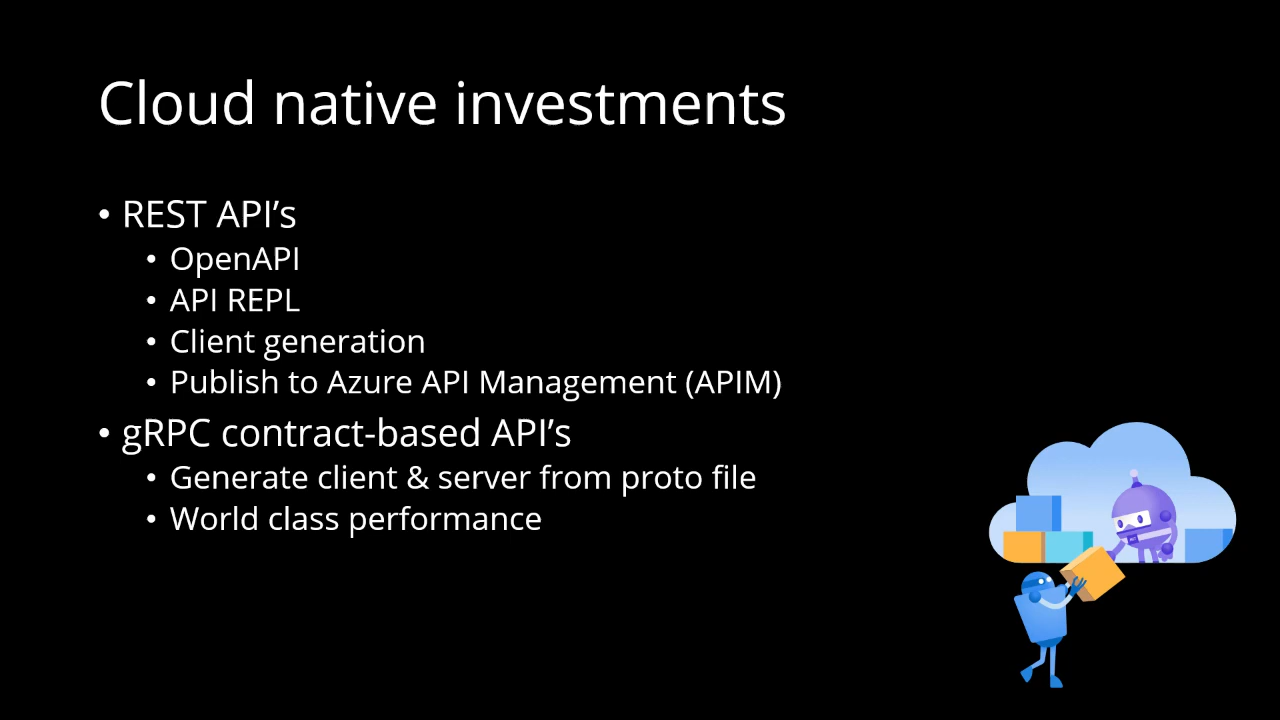 Cloud native investments
• REST API’s
• OpenAPI
• API REPL
• Client generation
• Publish to Azure API Management (APIM)
• gRPC contract-based API’s
• Generate client & server from proto file
• World class performance